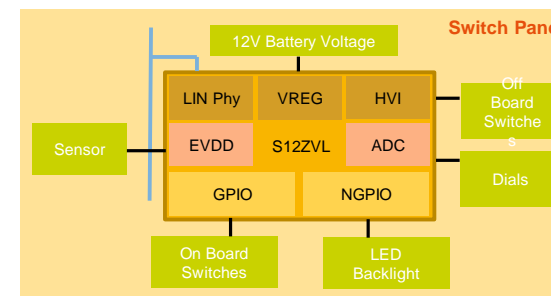 Switch Pane
12V Battery Voltage
LIN Phy
VREG
HVI
Off
Board
Switche
s
Sensor
EVDD
S12ZVL
ADC
Dials
GPIO
NGPIO
On Board
Switches
LED
Backlight